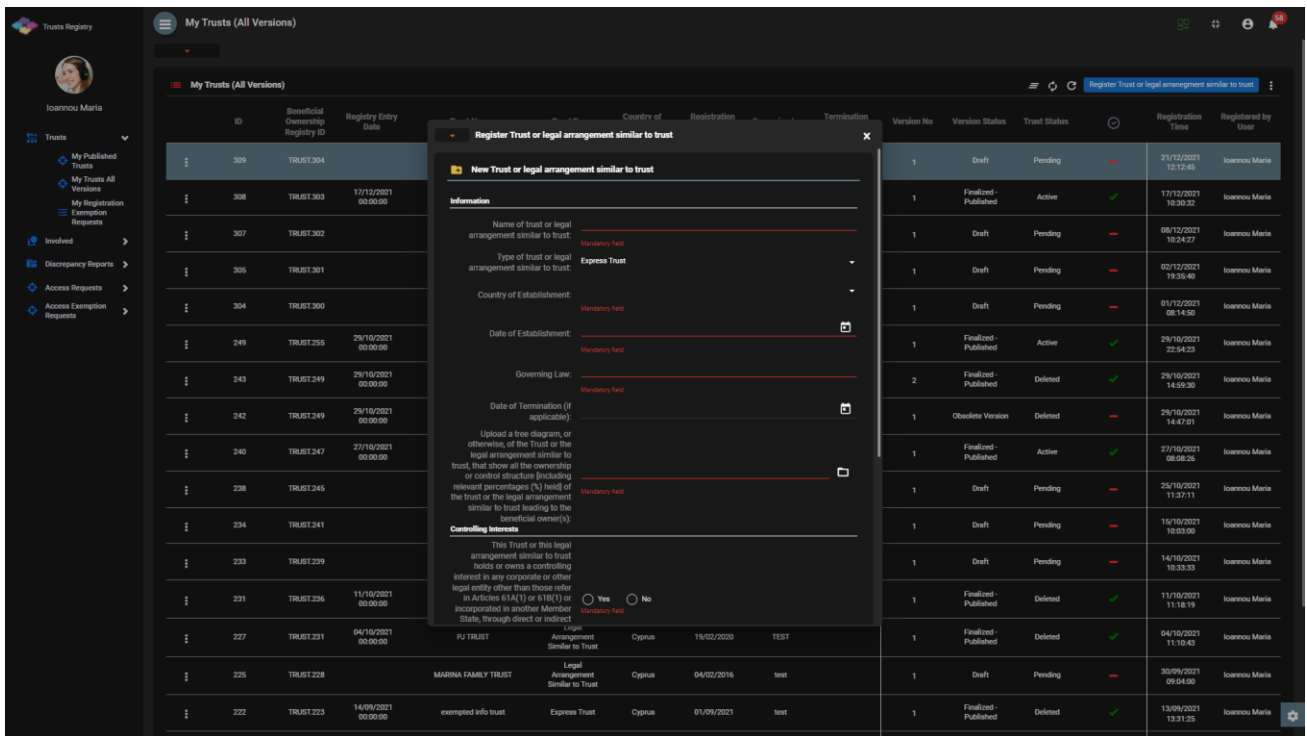 Trusts Registry
My Trusts (All Versions)
58
My Trusts (All Versions)
Register Trust or legal arranegment similar to trust
Ioannou Maria
Trusts
My Published
Trusts
My Trusts All
Versions
My Registration
Exemption
Requests
Involved
Discrepancy Reports
Access Requests
Access Exemption
Requests
ID
Beneficial
Ownership
Registry ID
Registry Entry
Date
Country of
Registration
Termination
Version No
Version Status
Trust Status
Registration
Time
Registered by
User
Register Trust or legal arrangement similar to trust
New Trust or legal arrangement similar to trust
Information
Name of trust or legal
arrangement similar to trust:
Mandatory field
Type of trust or legal
arrangement similar to trust:
Express Trust
Country of Establishment:
Mandatory field
Date of Establishment:
Mandatory field
Governing Law:
Mandatory field
Date of Termination (if
applicable):
Upload a tree diagram, or
otherwise, of the Trust or the
legal arrangement similar to
trust, that show all the ownership
or control structure [including
relevant percentages (%) held] of
the trust or the legal arrangement
similar to trust leading to the
beneficial owner(s):
Mandatory field
Controlling Interests
This Trust or this legal
arrangement similar to trust
holds or owns a controlling
interest in any corporate or other
legal entity other than those refer
in Articles 61A(1) or 61B(1) or
incorporated in another Member
State, through direct or indirect
Yes No
Mandatory field
309 TRUST.304 1 Draft Pending 21/12/2021 12:12:45 Ioannou Maria
308 TRUST.303 17/12/2021 00:00:00 1 Finalized - Published Active 17/12/2021 10:30:32 Ioannou Maria
307 TRUST.302 1 Draft Pending 08/12/2021 10:24:27 Ioannou Maria
305 TRUST.301 1 Draft Pending 02/12/2021 19:35:40 Ioannou Maria
304 TRUST.300 1 Draft Pending 01/12/2021 08:14:50 Ioannou Maria
249 TRUST.255 29/10/2021 00:00:00 1 Finalized - Published Active 29/10/2021 22:54:23 Ioannou Maria
243 TRUST.249 29/10/2021 00:00:00 2 Finalized - Published Deleted 29/10/2021 14:59:30 Ioannou Maria
242 TRUST.249 29/10/2021 00:00:00 1 Obsolete Version Deleted 29/10/2021 14:47:01 Ioannou Maria
240 TRUST.247 27/10/2021 00:00:00 1 Finalized - Published Active 27/10/2021 08:08:26 Ioannou Maria
238 TRUST.245 1 Draft Pending 25/10/2021 11:37:11 Ioannou Maria
234 TRUST.241 1 Draft Pending 15/10/2021 10:03:00 Ioannou Maria
233 TRUST.239 1 Draft Pending 14/10/2021 10:33:33 Ioannou Maria
231 TRUST.236 11/10/2021 00:00:00 1 Finalized - Published Deleted 11/10/2021 11:18:19 Ioannou Maria
227 TRUST.231 04/10/2021 00:00:00 PJ TRUST Legal Arrangement Similar to Trust Cyprus 19/02/2020 TEST 1 Finalized - Published Deleted 04/10/2021 11:10:43 Ioannou Maria
225 TRUST.228 MARINA FAMILY TRUST Legal Arrangement Similar to Trust Cyprus 04/02/2016 test 1 Draft Pending 30/09/2021 09:04:00 Ioannou Maria
222 TRUST.223 14/09/2021 00:00:00 exempted info trust Express Trust Cyprus 01/09/2021 test 1 Finalized - Published Deleted 13/09/2021 13:31:25 Ioannou Maria